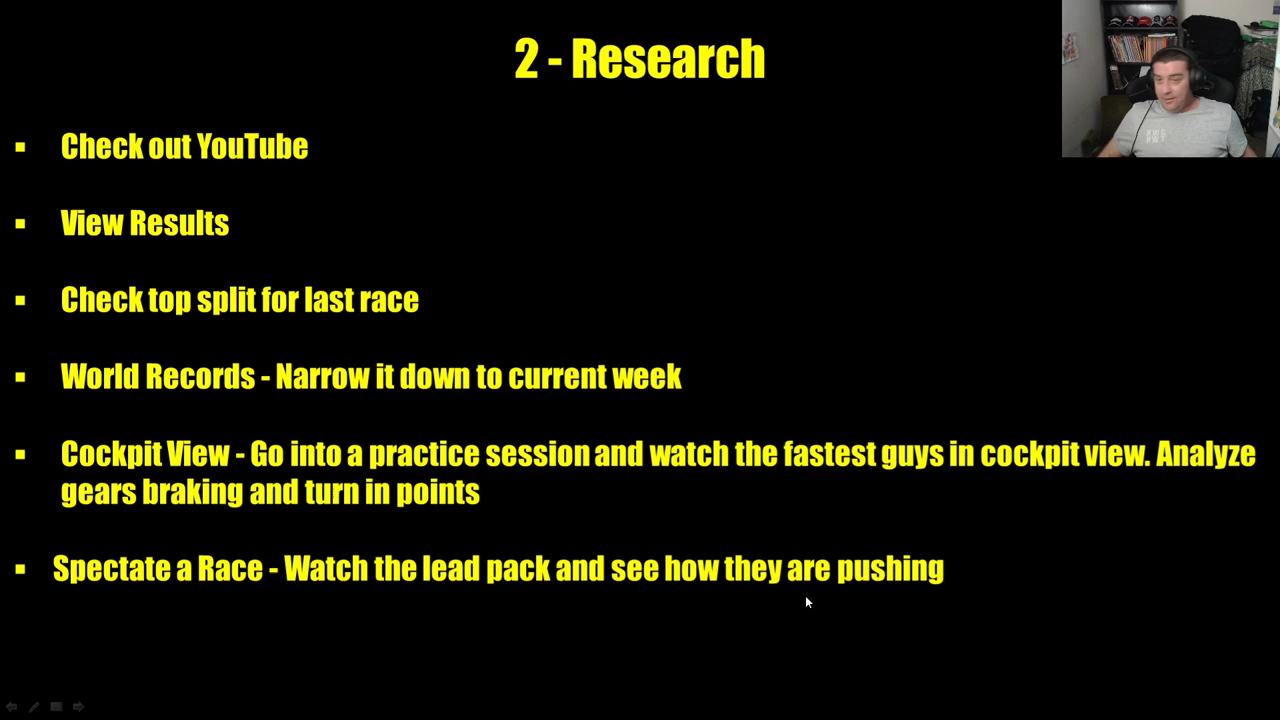 2 - Research
▪ Check out YouTube
▪ View Results
▪ Check top split for last race
▪ World Records - Narrow it down to current week
▪ Cockpit View - Go into a practice session and watch the fastest guys in cockpit view. Analyze
gears braking and turn in points
▪ Spectate a Race - Watch the lead pack and see how they are pushing